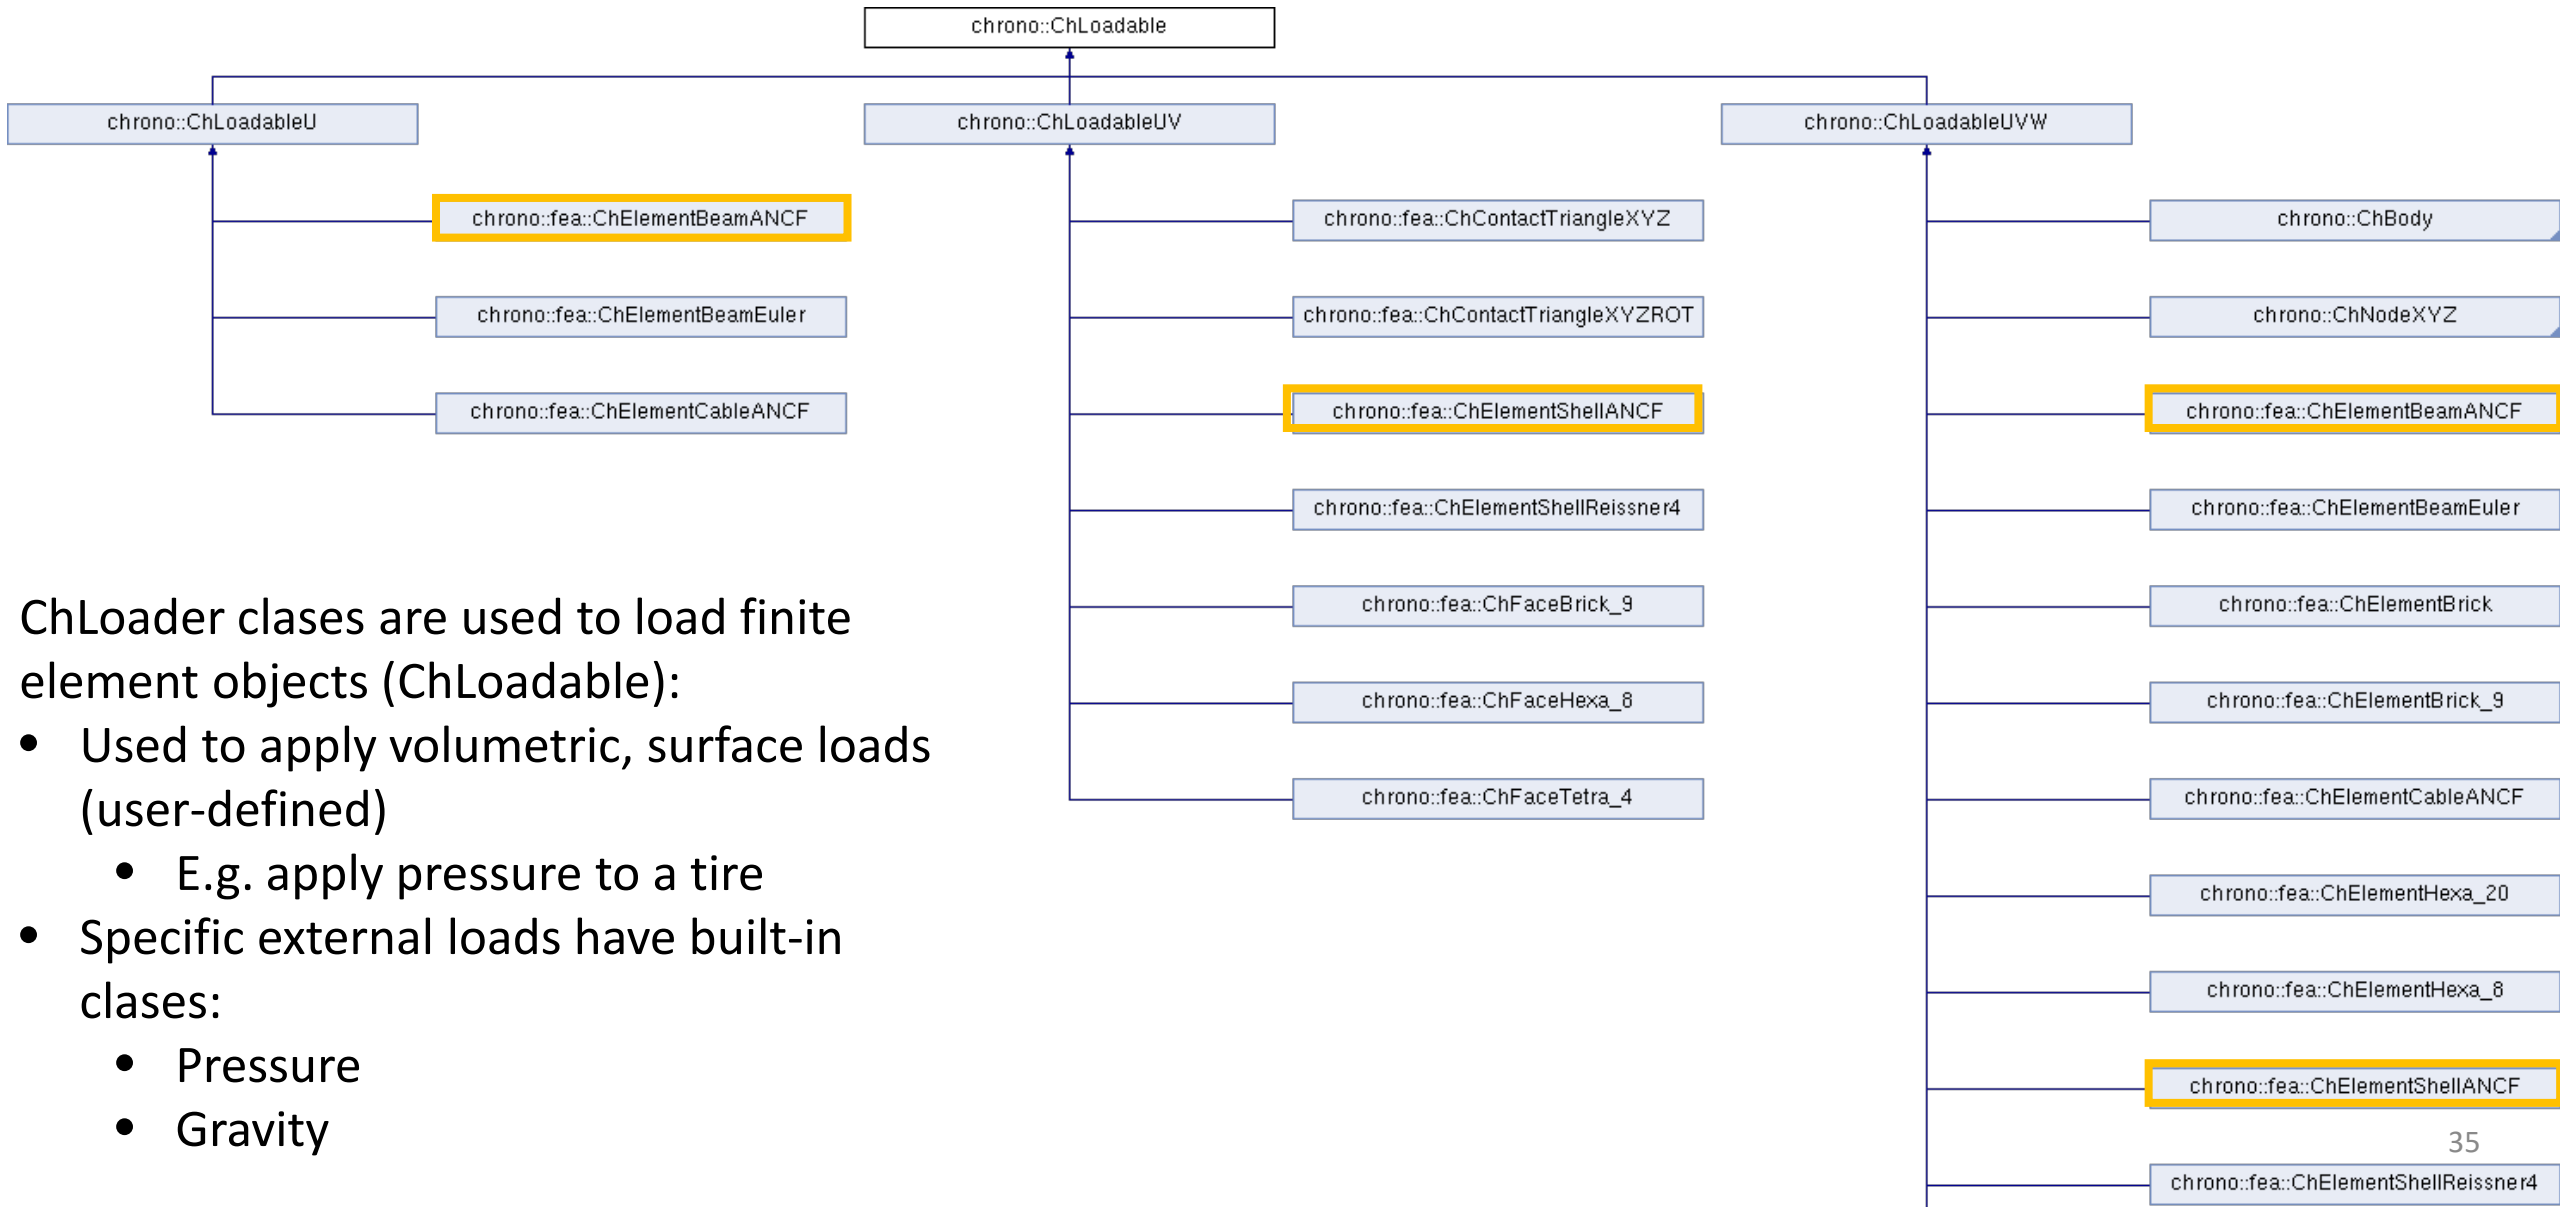 chrono::ChLoadable
chrono::ChLoadableU
chrono::ChLoadableUV
chrono::ChLoadableUVW
chrono::fea::ChElementBeamANCF
chrono::fea::ChElementBeamEuler
chrono::fea::ChElementCableANCF
chrono::fea::ChContactTriangleXYZ
chrono::fea::ChContactTriangleXYZROT
chrono::fea::ChElementShellANCF
chrono::fea::ChElementShellReissner4
chrono::fea::ChFaceBrick_9
chrono::fea::ChFaceHexa_8
chrono::fea::ChFaceTetra_4
chrono::ChBody
chrono::ChNodeXYZ
chrono::fea::ChElementBeamANCF
chrono::fea::ChElementBeamEuler
chrono::fea::ChElementBrick
chrono::fea::ChElementBrick_9
chrono::fea::ChElementCableANCF
chrono::fea::ChElementHexa_20
chrono::fea::ChElementHexa_8
chrono::fea::ChElementShellANCF
chrono::fea::ChElementShellReissner4
ChLoader clases are used to load finite
element objects (ChLoadable):
• Used to apply volumetric, surface loads
(user-defined)
• E.g. apply pressure to a tire
• Specific external loads have built-in
clases:
• Pressure
• Gravity
35